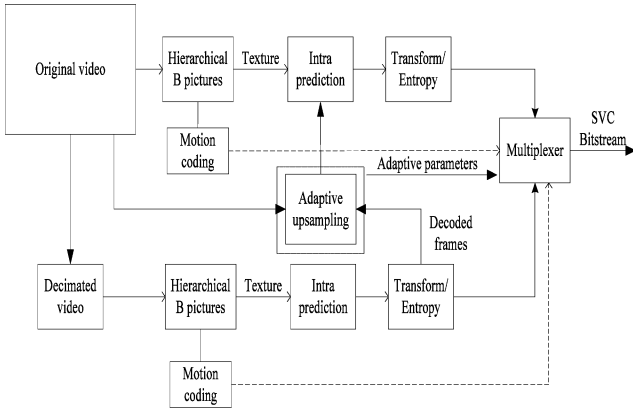 Original video
Hierarchical
B pictures
Texture
Intra
prediction
Transform/
Entropy
Motion
coding
Multiplexer
SVC
Bitstream
Adaptive parameters
Adaptive
upsampling
Decoded
frames
Decimated
video
Hierarchical
B pictures
Texture
Intra
prediction
Transform/
Entropy
Motion
coding